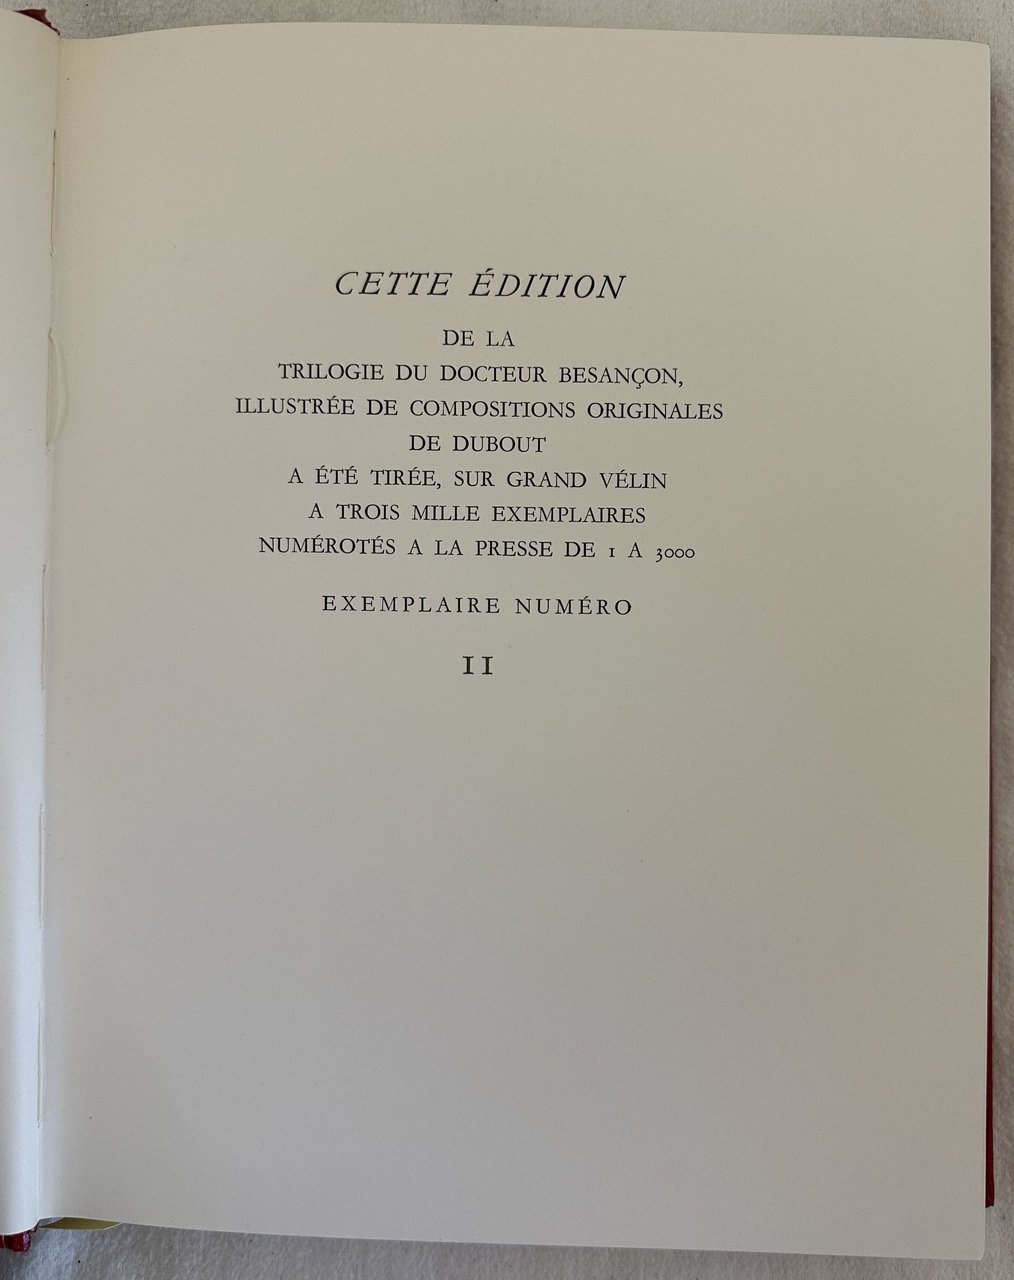 CETTE ÉDITION
DE LA
TRILOGIE DU DOCTEUR BESANÇON,
ILLUSTRÉE DE COMPOSITIONS ORIGINALES
DE DUBOUT
A ÉTÉ TIRÉE, SUR GRAND VÉLIN
A TROIS MILLE EXEMPLAIRES
NUMÉROTÉS A LA PRESSE DE 1 A 3000
EXEMPLAIRE NUMÉRO
11